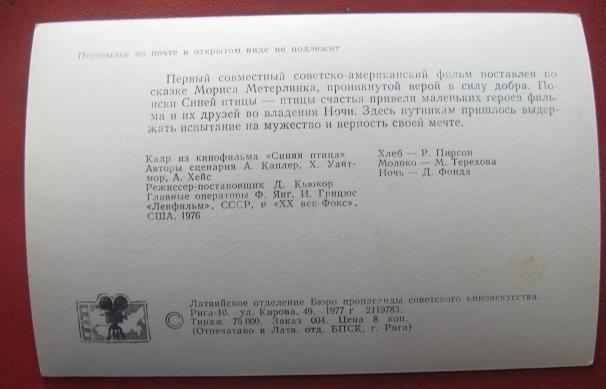 Пересылке по почте в открытом виде не подлежит
Первый совместный советско-американский фильм поставлен по
сказке Мориса Метерлинка, проникнутой верой в силу добра. По-
иски Синей птицы — птицы счастья привели маленьких героев филь-
ма и их друзей во владения Ночи. Здесь путникам пришлось выдер-
жать испытание на мужество и верность своей мечте.
Кадр из кинофильма «Синяя птица»
Авторы сценария А. Каплер, Х. Уайт-
мор, А. Хейс
Режиссер-постановщик Д. Кьюкор
Главные операторы Ф. Янг, И. Грицюс
«Ленфильм», СССР, и «XX век-Фокс»,
США, 1976
Хлеб — Р. Пирсон
Молоко — М. Терехова
Ночь — Д. Фонда
© Латвийское отделение Бюро пропаганды советского киноискусства.
Рига-10. ул. Кирова, 49. 1977 г 2119783.
Тираж 75000. Заказ 004. Цена 8 коп.
(Отпечатано в Латв. отд. БПСК, г. Рига)